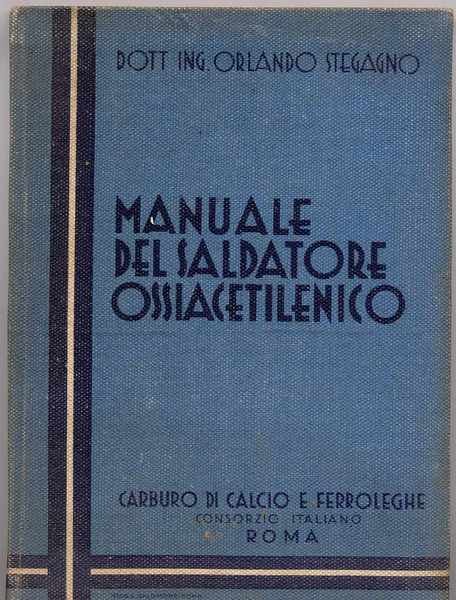 DOTT ING. ORLANDO STEGAGNO
MANUALE
DEL SALDATORE
OSSIACETILENICO
CARBURO DI CALCIO E FERROLEGHE
CONSORZIO ITALIANO
ROMA